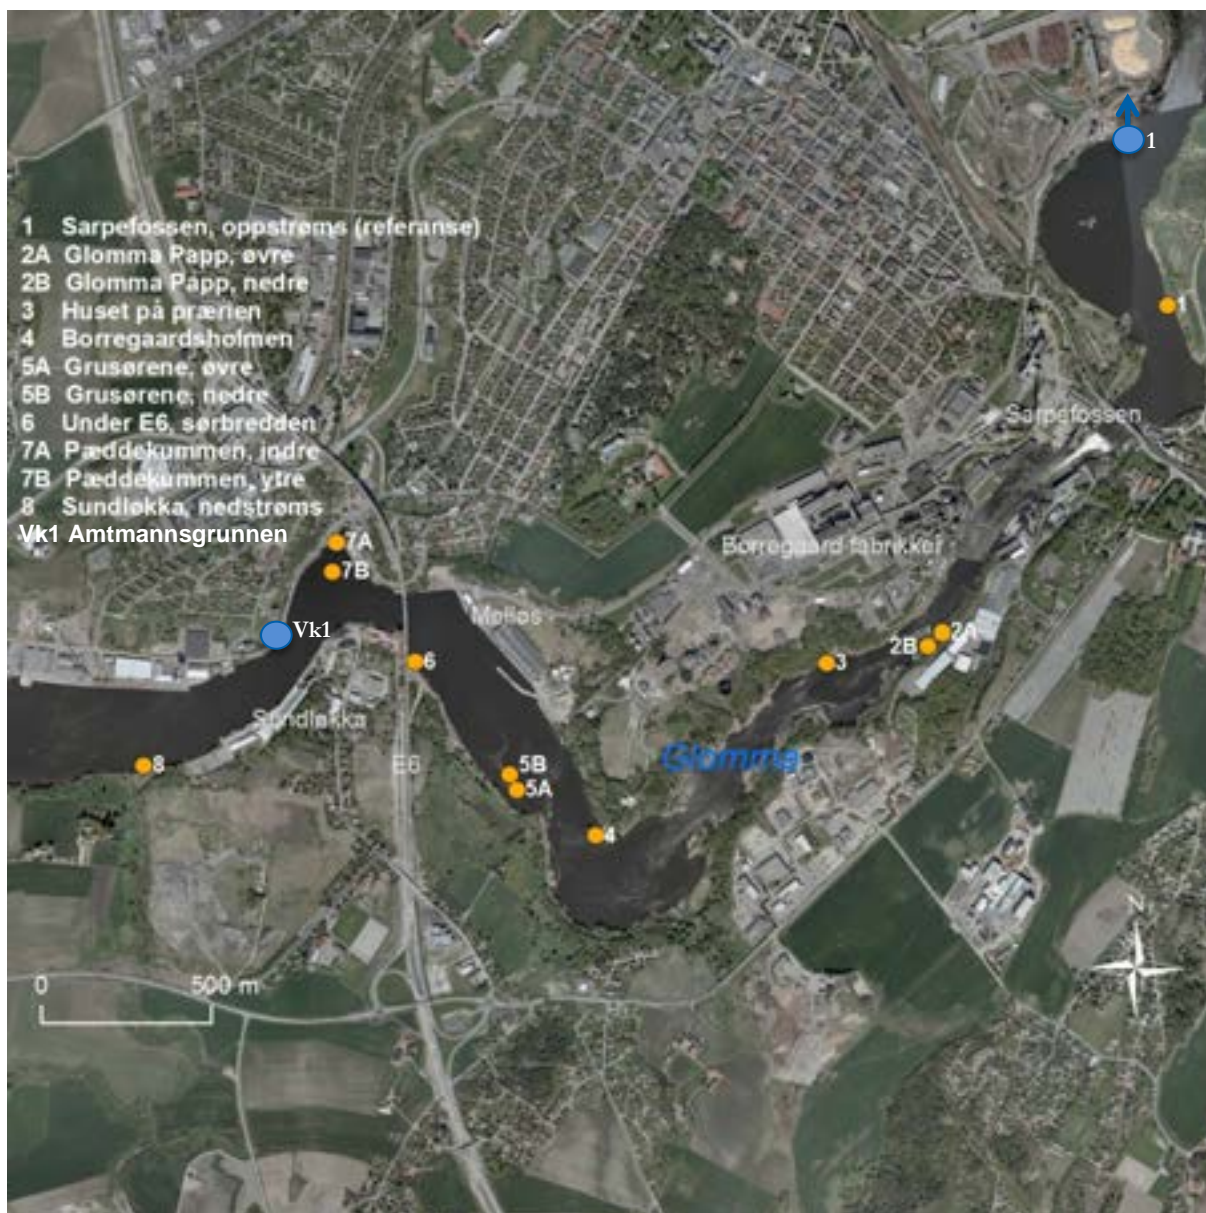 1 Sarpefossen, oppstrøms (referanse)
2A Glomma Papp, øvre
2B Glomma Papp, nedre
3 Huset på prærien
4 Borregaardsholmen
5A Grusørene, øvre
5B Grusørene, nedre
6 Under E6, sørbredden
7A Pæddekummen, indre
7B Pæddekummen, ytre
8 Sundløkka, nedstrøms
Vk1 Amtmannsgrunnen
1
1
Sarpefossen
Borregaard fabrikker
7A
7B
Melløs
Vk1
2A
2B
3
6
Sundløkka
Glomma
E6
8
5B
5A
4
N
0 500 m